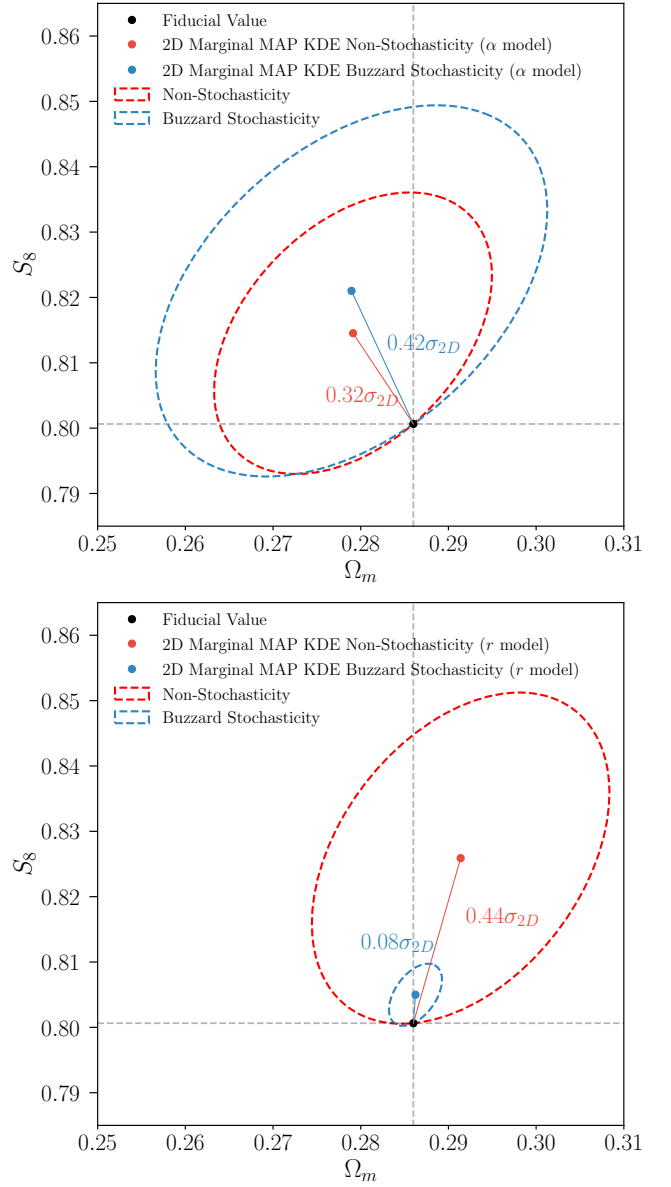 0.86
0.85
0.84
0.83
0.82
0.81
0.80
0.79
S₈
Fiducial Value
2D Marginal MAP KDE Non-Stochasticity (α model)
2D Marginal MAP KDE Buzzard Stochasticity (α model)
Non-Stochasticity
Buzzard Stochasticity
0.42σ₂D
0.32σ₂D
0.25 0.26 0.27 0.28 0.29 0.30 0.31
Ωₘ
0.86
0.85
0.84
0.83
0.82
0.81
0.80
0.79
S₈
Fiducial Value
2D Marginal MAP KDE Non-Stochasticity (r model)
2D Marginal MAP KDE Buzzard Stochasticity (r model)
Non-Stochasticity
Buzzard Stochasticity
0.44σ₂D
0.08σ₂D
0.25 0.26 0.27 0.28 0.29 0.30 0.31
Ωₘ